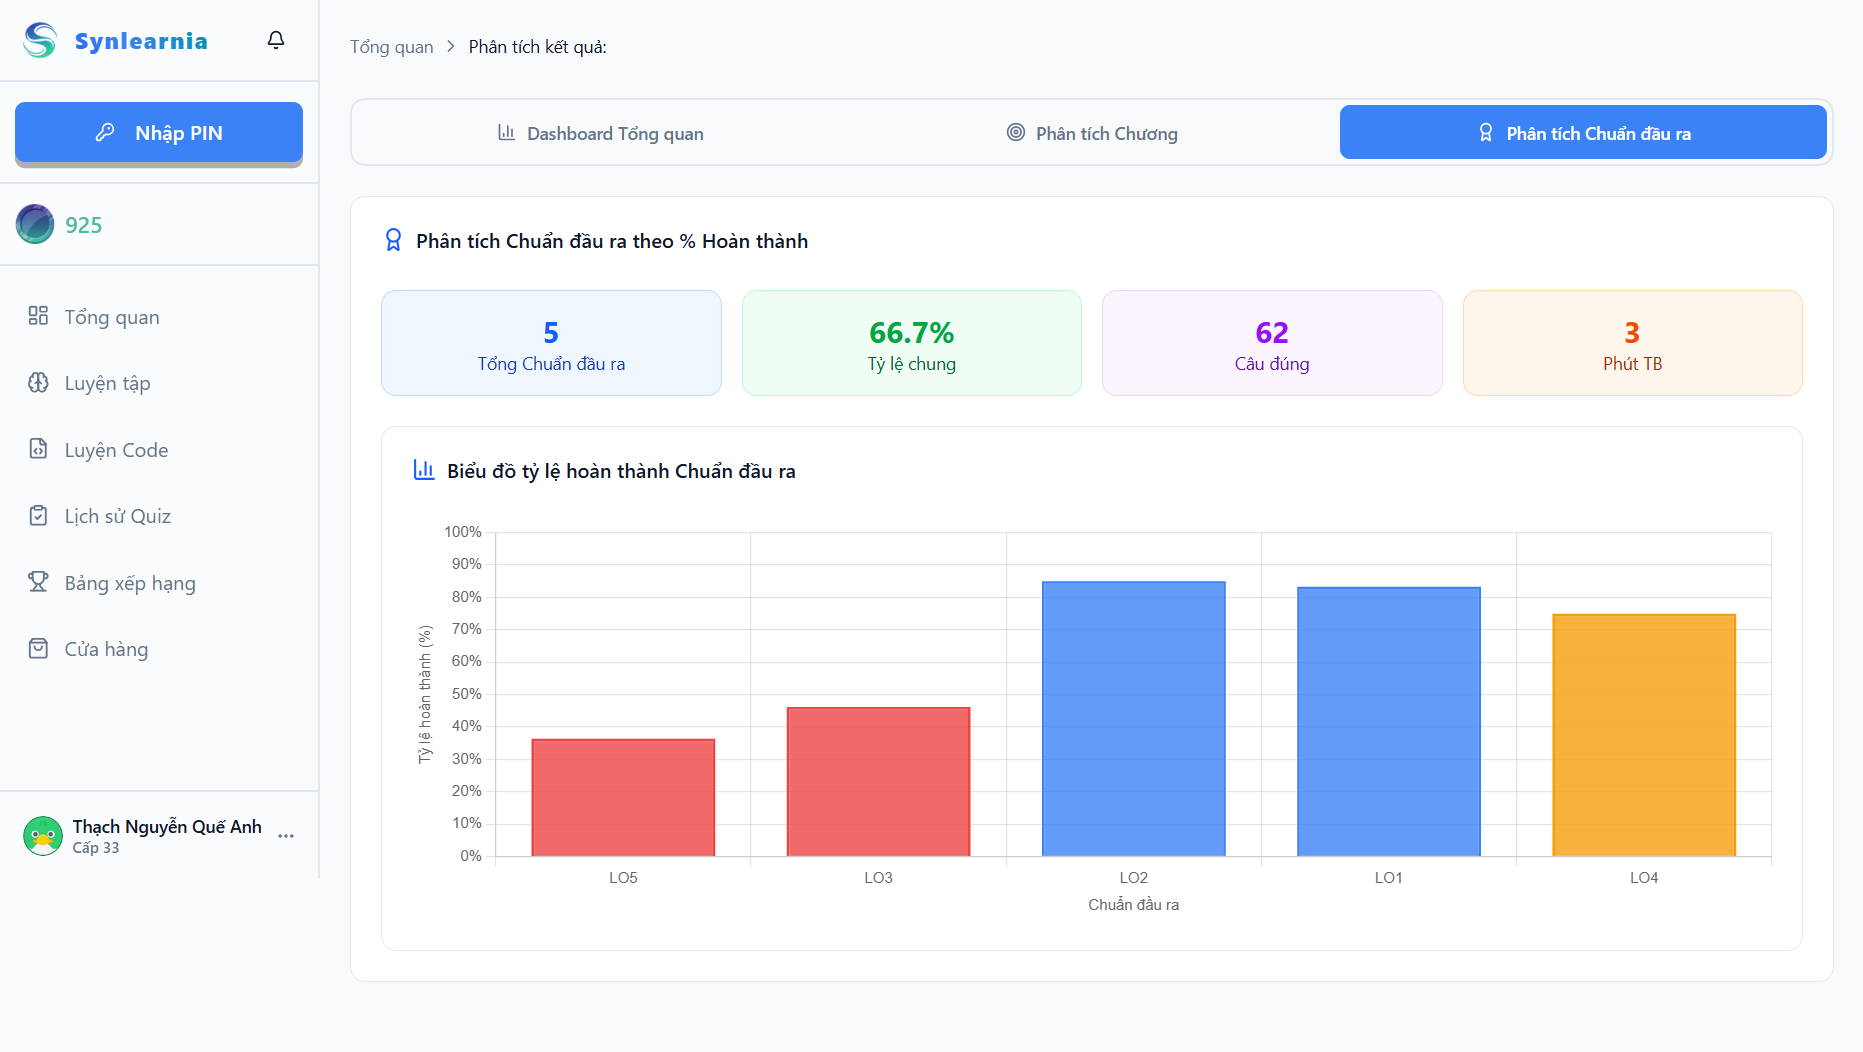 Synlearnia
Nhập PIN
925
Tổng quan
Luyện tập
Luyện Code
Lịch sử Quiz
Bảng xếp hạng
Cửa hàng
Thạch Nguyễn Quế Anh
Cấp 33
Tổng quan > Phân tích kết quả:
Dashboard Tổng quan
Phân tích Chương
Phân tích Chuẩn đầu ra
Phân tích Chuẩn đầu ra theo % Hoàn thành
5
Tổng Chuẩn đầu ra
66.7%
Tỷ lệ chung
62
Câu đúng
3
Phút TB
Biểu đồ tỷ lệ hoàn thành Chuẩn đầu ra
Tỷ lệ hoàn thành (%)
100%
90%
80%
70%
60%
50%
40%
30%
20%
10%
0%
LO5
LO3
LO2
LO1
LO4
Chuẩn đầu ra